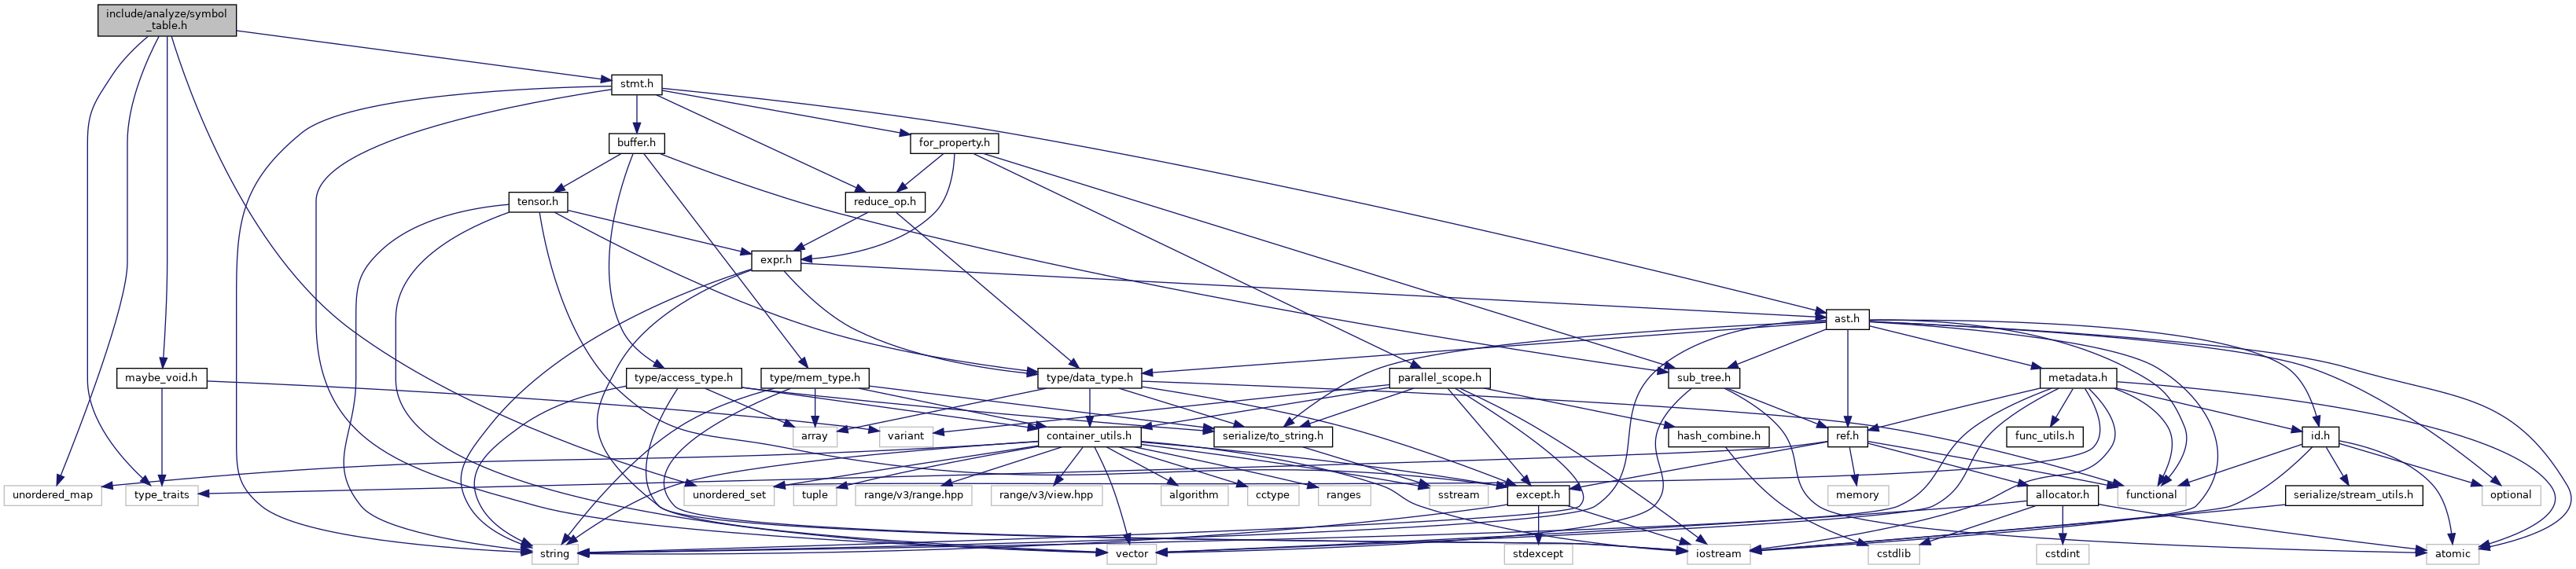 include/analyze/symbol
_table.h
stmt.h
buffer.h
for_property.h
tensor.h
reduce_op.h
expr.h
ast.h
maybe_void.h
type/access_type.h
type/mem_type.h
type/data_type.h
parallel_scope.h
sub_tree.h
metadata.h
array
variant
container_utils.h
serialize/to_string.h
hash_combine.h
ref.h
func_utils.h
id.h
unordered_map
type_traits
unordered_set
tuple
range/v3/range.hpp
range/v3/view.hpp
algorithm
cctype
ranges
sstream
except.h
memory
allocator.h
functional
serialize/stream_utils.h
optional
string
vector
stdexcept
iostream
cstdlib
cstdint
atomic